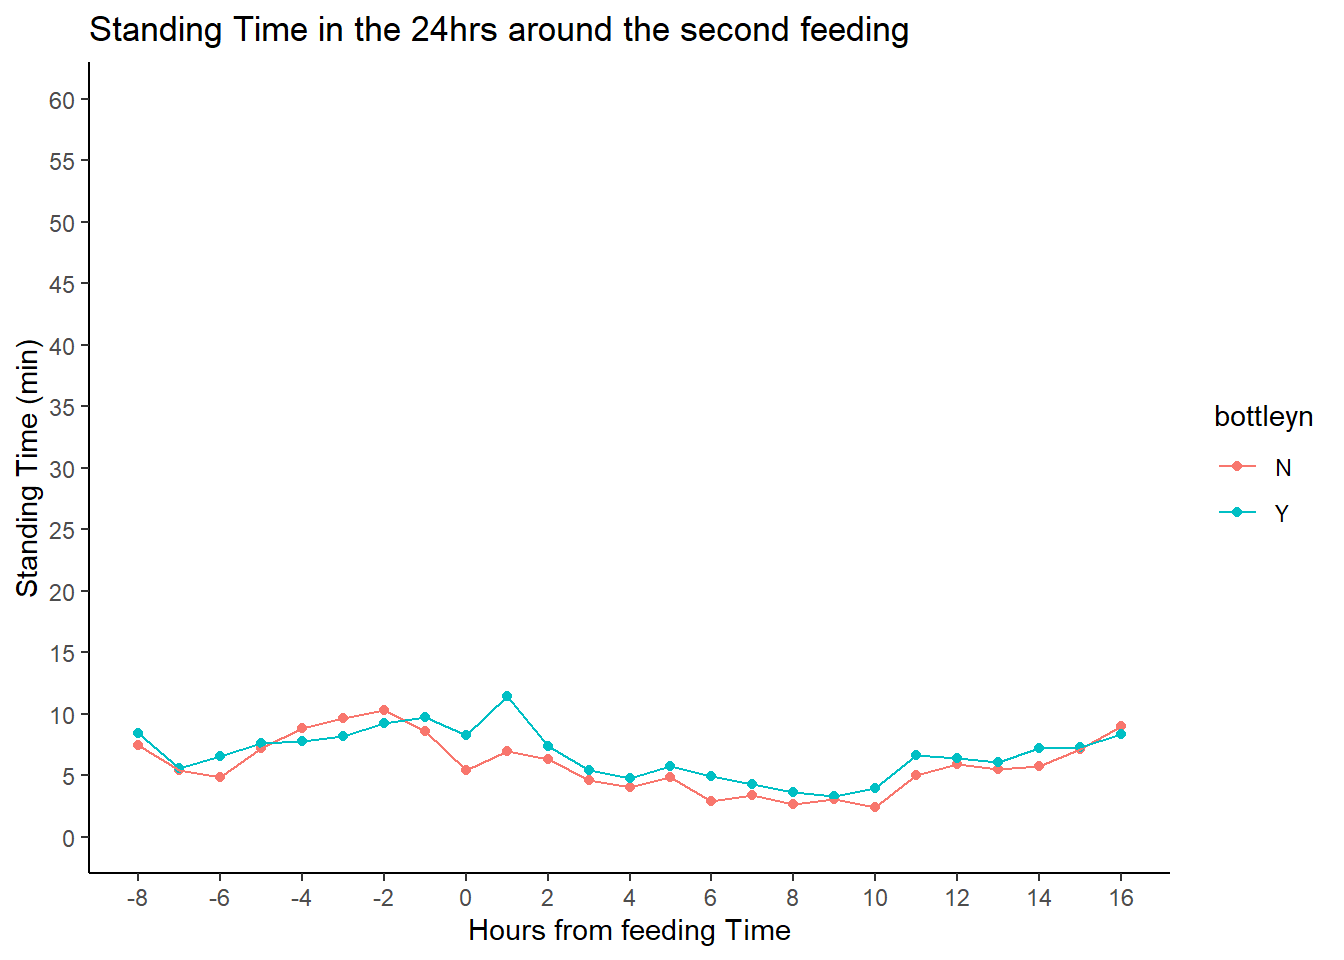 Standing Time in the 24hrs around the second feeding
60
55
50
45
40
35
30
25
20
15
10
5
0
Standing Time (min)
-8 -6 -4 -2 0 2 4 6 8 10 12 14 16
Hours from feeding Time
bottleyn
N
Y